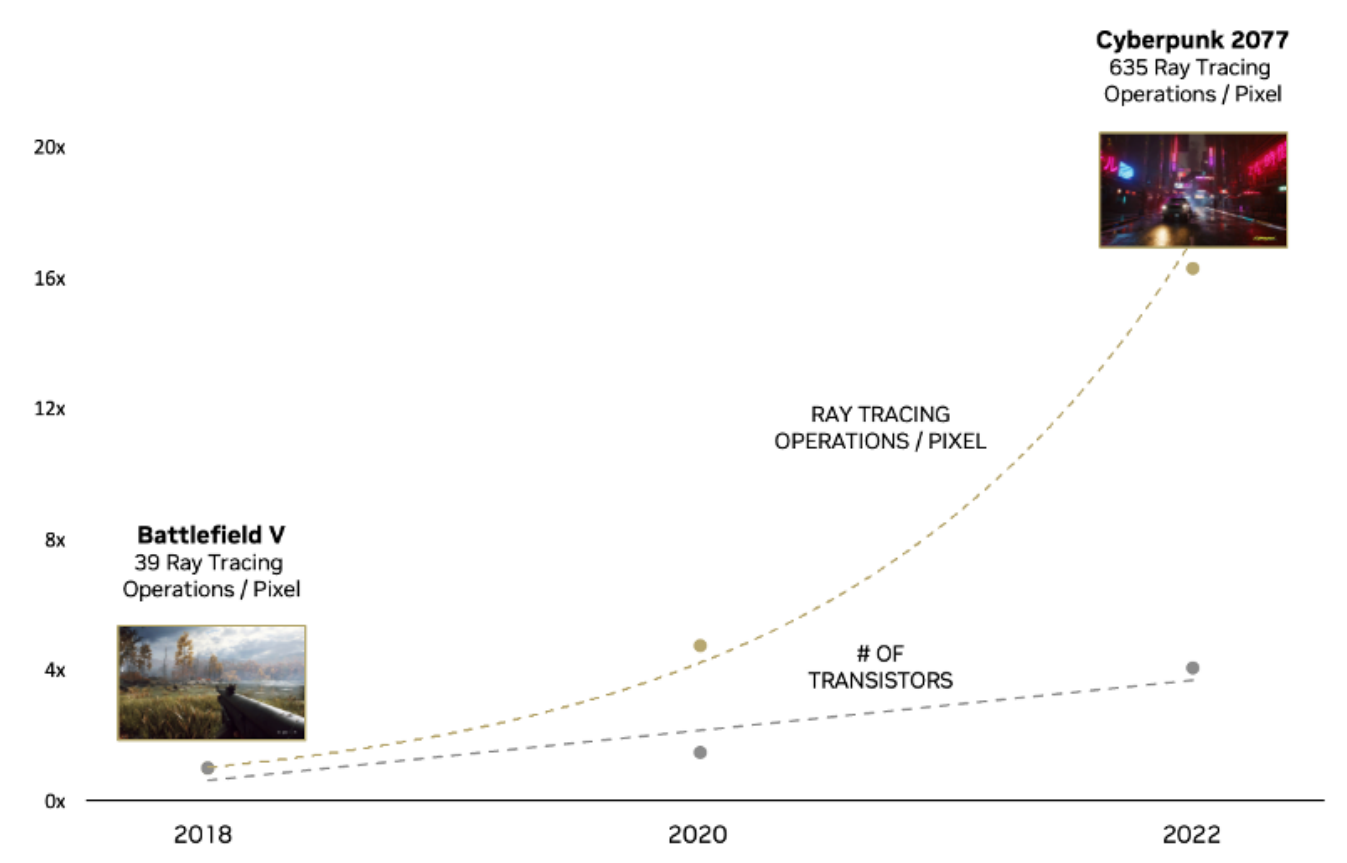 Cyberpunk 2077
635 Ray Tracing
Operations / Pixel
20x
16x
12x
RAY TRACING
OPERATIONS / PIXEL
Battlefield V
39 Ray Tracing
Operations / Pixel
8x
# OF
TRANSISTORS
4x
0x
2018
2020
2022